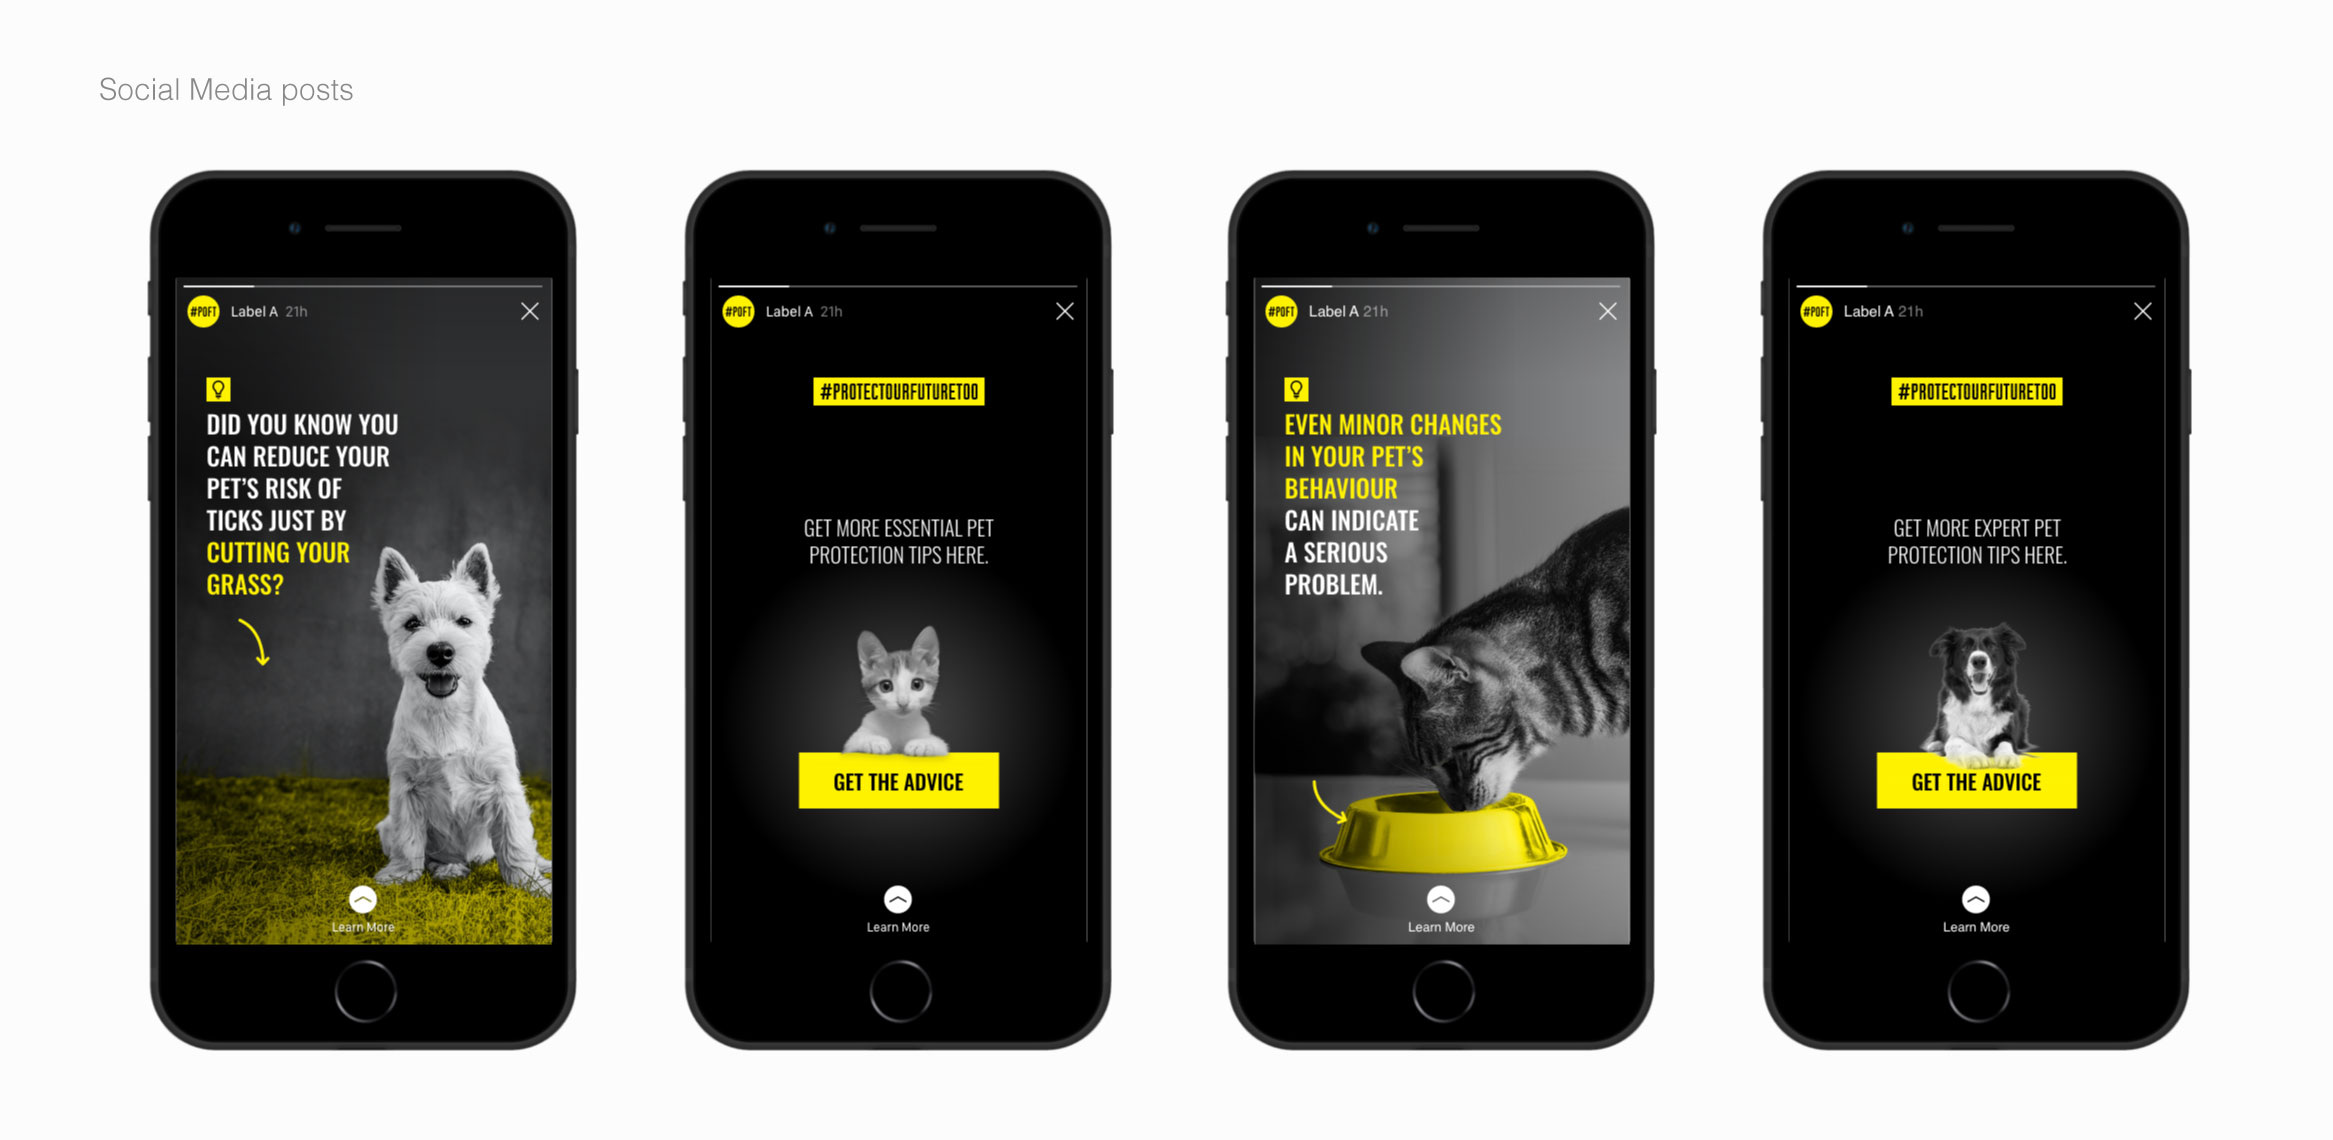 Social Media posts
#POFT
Label A 21h
DID YOU KNOW YOU
CAN REDUCE YOUR
PET'S RISK OF
TICKS JUST BY
CUTTING YOUR
GRASS?
Learn More
#POFT
Label A 21h
#PROTECTOURFUTURETOO
GET MORE ESSENTIAL PET
PROTECTION TIPS HERE.
GET THE ADVICE
Learn More
#POFT
Label A 21h
EVEN MINOR CHANGES
IN YOUR PET'S
BEHAVIOUR
CAN INDICATE
A SERIOUS
PROBLEM.
Learn More
#POFT
Label A 21h
#PROTECTOURFUTURETOO
GET MORE EXPERT PET
PROTECTION TIPS HERE.
GET THE ADVICE
Learn More